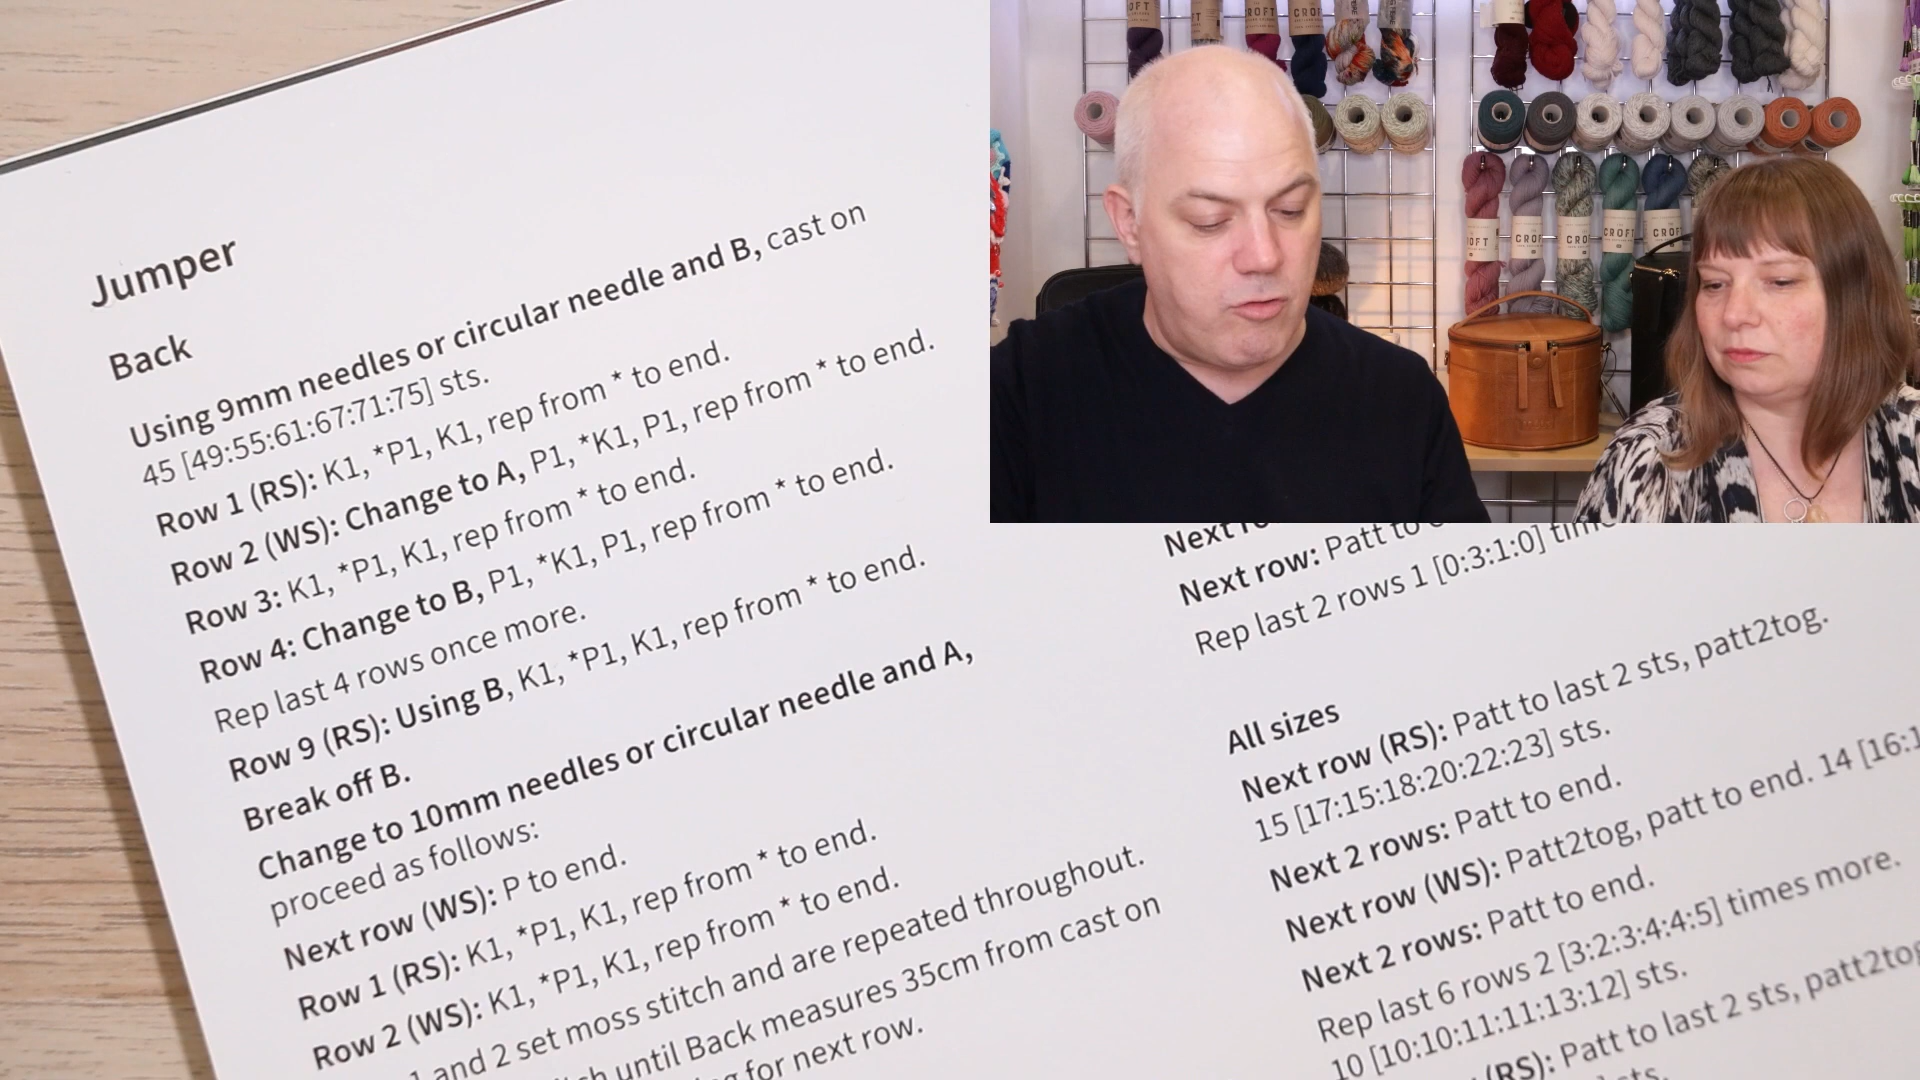 Jumper
Back
Using 9mm needles or circular needle and B, cast on
45 [49:55:61:67:71:75] sts.
Row 1 (RS): K1, *P1, K1, rep from * to end.
Row 2 (WS): Change to A, P1, *K1, P1, rep from * to end.
Row 3: K1, *P1, K1, rep from * to end.
Row 4: Change to B, P1, *K1, P1, rep from * to end.
Rep last 4 rows once more.
Row 9 (RS): Using B, K1, *P1, K1, rep from * to end.
Break off B.
Change to 10mm needles or circular needle and A,
proceed as follows:
Next row (WS): P to end.
Row 1 (RS): K1, *P1, K1, rep from * to end.
Row 2 (WS): K1, *P1, K1, rep from * to end.
1 and 2 set moss stitch and are repeated throughout.
until Back measures 35cm from cast on
for next row.
Next
Next row: Patt to
Rep last 2 rows 1 [0:3:1:0]
All sizes
Next row (RS): Patt to last 2 sts, patt2tog.
15 [17:15:18:20:22:23] sts.
Next 2 rows: Patt to end.
Next row (WS): Patt2tog, patt to end. 14 [16:1
Next 2 rows: Patt to end.
Rep last 6 rows 2 [3:2:3:4:4:5] times more.
10 [10:10:11:11:13:12] sts.
(RS): Patt to last 2 sts, patt2tog
sts.
CROFT
CROFT
CROFT
CROFT